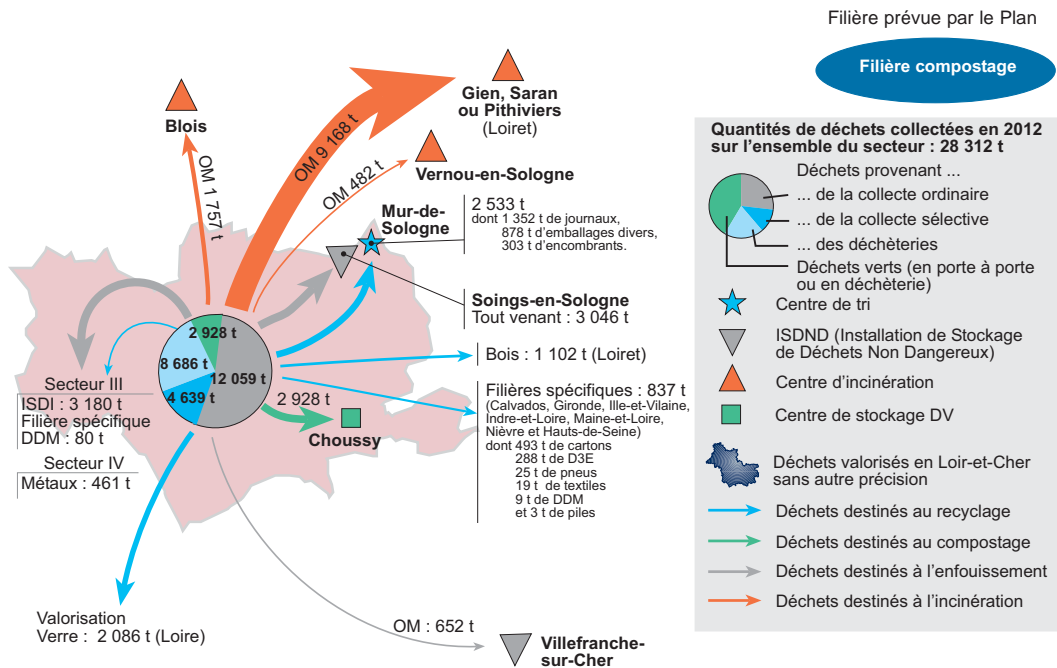 Filière prévue par le Plan
Filière compostage
Gien, Saran
ou Pithiviers
(Loiret)
Blois
OM 9 168 t
OM 1 757 t
OM 482 t
Vernou-en-Sologne
Mur-de-
Sologne
2 533 t
dont 1 352 t de journaux,
878 t d'emballages divers,
303 t d'encombrants.
Soings-en-Sologne
Tout venant : 3 046 t
Bois : 1 102 t (Loiret)
2 928 t
8 686 t
12 059 t
4 639 t
2 928 t
Choussy
Filières spécifiques : 837 t
(Calvados, Gironde, Ille-et-Vilaine,
Indre-et-Loire, Maine-et-Loire,
Nièvre et Hauts-de-Seine)
dont 493 t de cartons
288 t de D3E
25 t de pneus
19 t de textiles
9 t de DDM
et 3 t de piles
Secteur III
ISDI : 3 180 t
Filière spécifique
DDM : 80 t
Secteur IV
Métaux : 461 t
Valorisation
Verre : 2 086 t (Loire)
OM : 652 t
Villefranche-
sur-Cher
Quantités de déchets collectées en 2012
sur l'ensemble du secteur : 28 312 t
Déchets provenant ...
... de la collecte ordinaire
... de la collecte sélective
... des déchèteries
Déchets verts (en porte à porte
ou en déchèterie)
Centre de tri
ISDND (Installation de Stockage
de Déchets Non Dangereux)
Centre d'incinération
Centre de stockage DV
Déchets valorisés en Loir-et-Cher
sans autre précision
Déchets destinés au recyclage
Déchets destinés au compostage
Déchets destinés à l'enfouissement
Déchets destinés à l'incinération